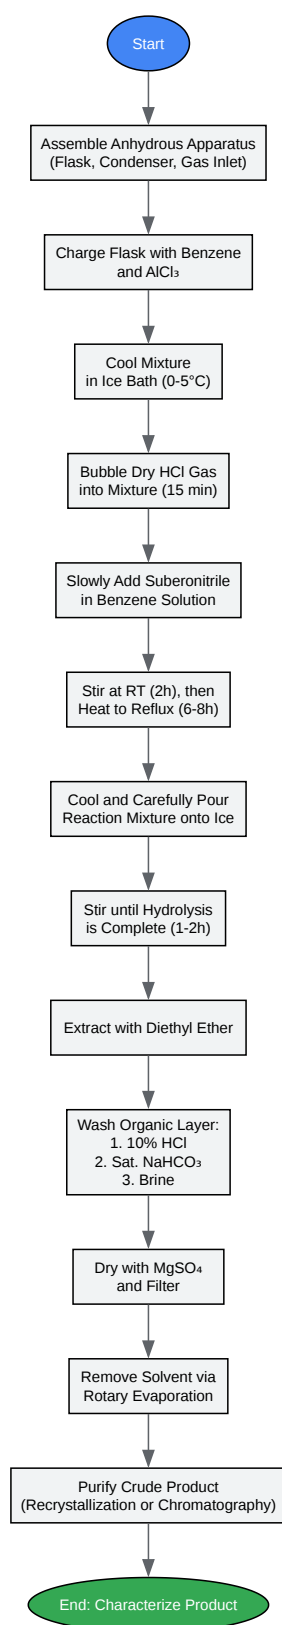 Start
Assemble Anhydrous Apparatus
(Flask, Condenser, Gas Inlet)
Charge Flask with Benzene
and AlCl₃
Cool Mixture
in Ice Bath (0-5°C)
Bubble Dry HCl Gas
into Mixture (15 min)
Slowly Add Suberonitrile
in Benzene Solution
Stir at RT (2h), then
Heat to Reflux (6-8h)
Cool and Carefully Pour
Reaction Mixture onto Ice
Stir until Hydrolysis
is Complete (1-2h)
Extract with Diethyl Ether
Wash Organic Layer:
1. 10% HCl
2. Sat. NaHCO₃
3. Brine
Dry with MgSO₄
and Filter
Remove Solvent via
Rotary Evaporation
Purify Crude Product
(Recrystallization or Chromatography)
End: Characterize Product